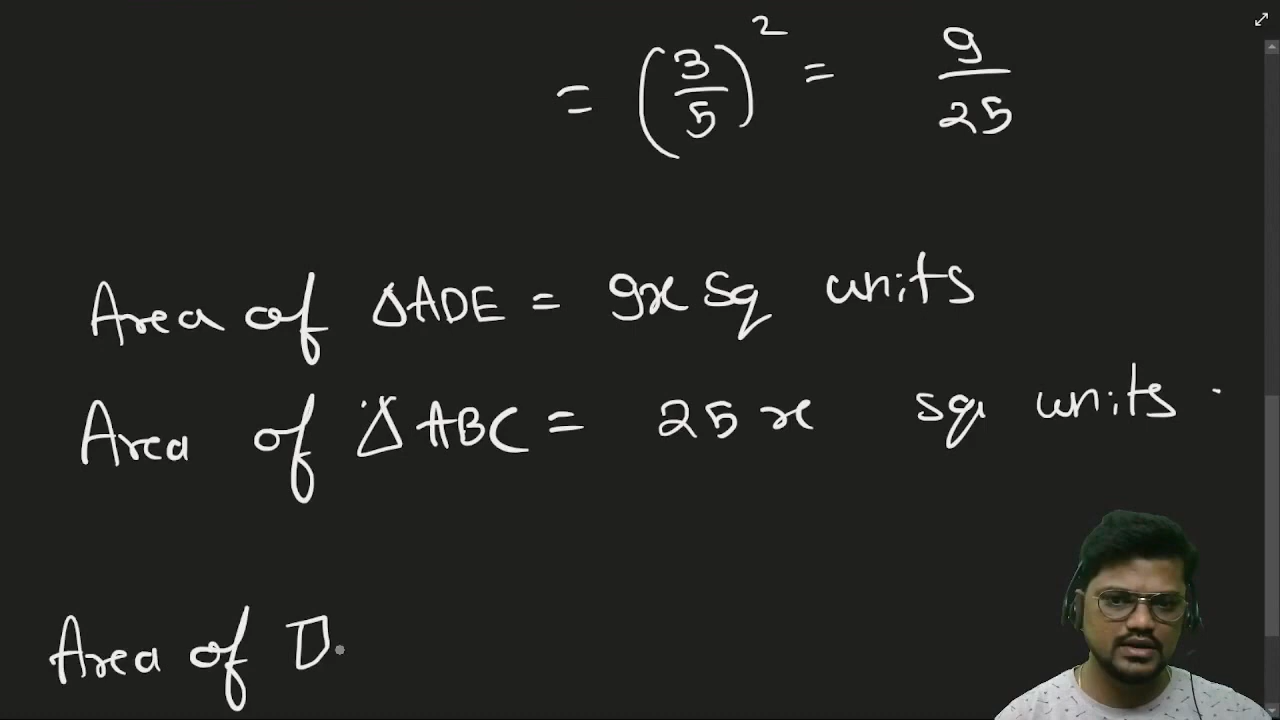 = (3/5)² = 9/25
Area of ΔADE = 9x sq units
Area of ΔABC = 25x sq units.
Area of D